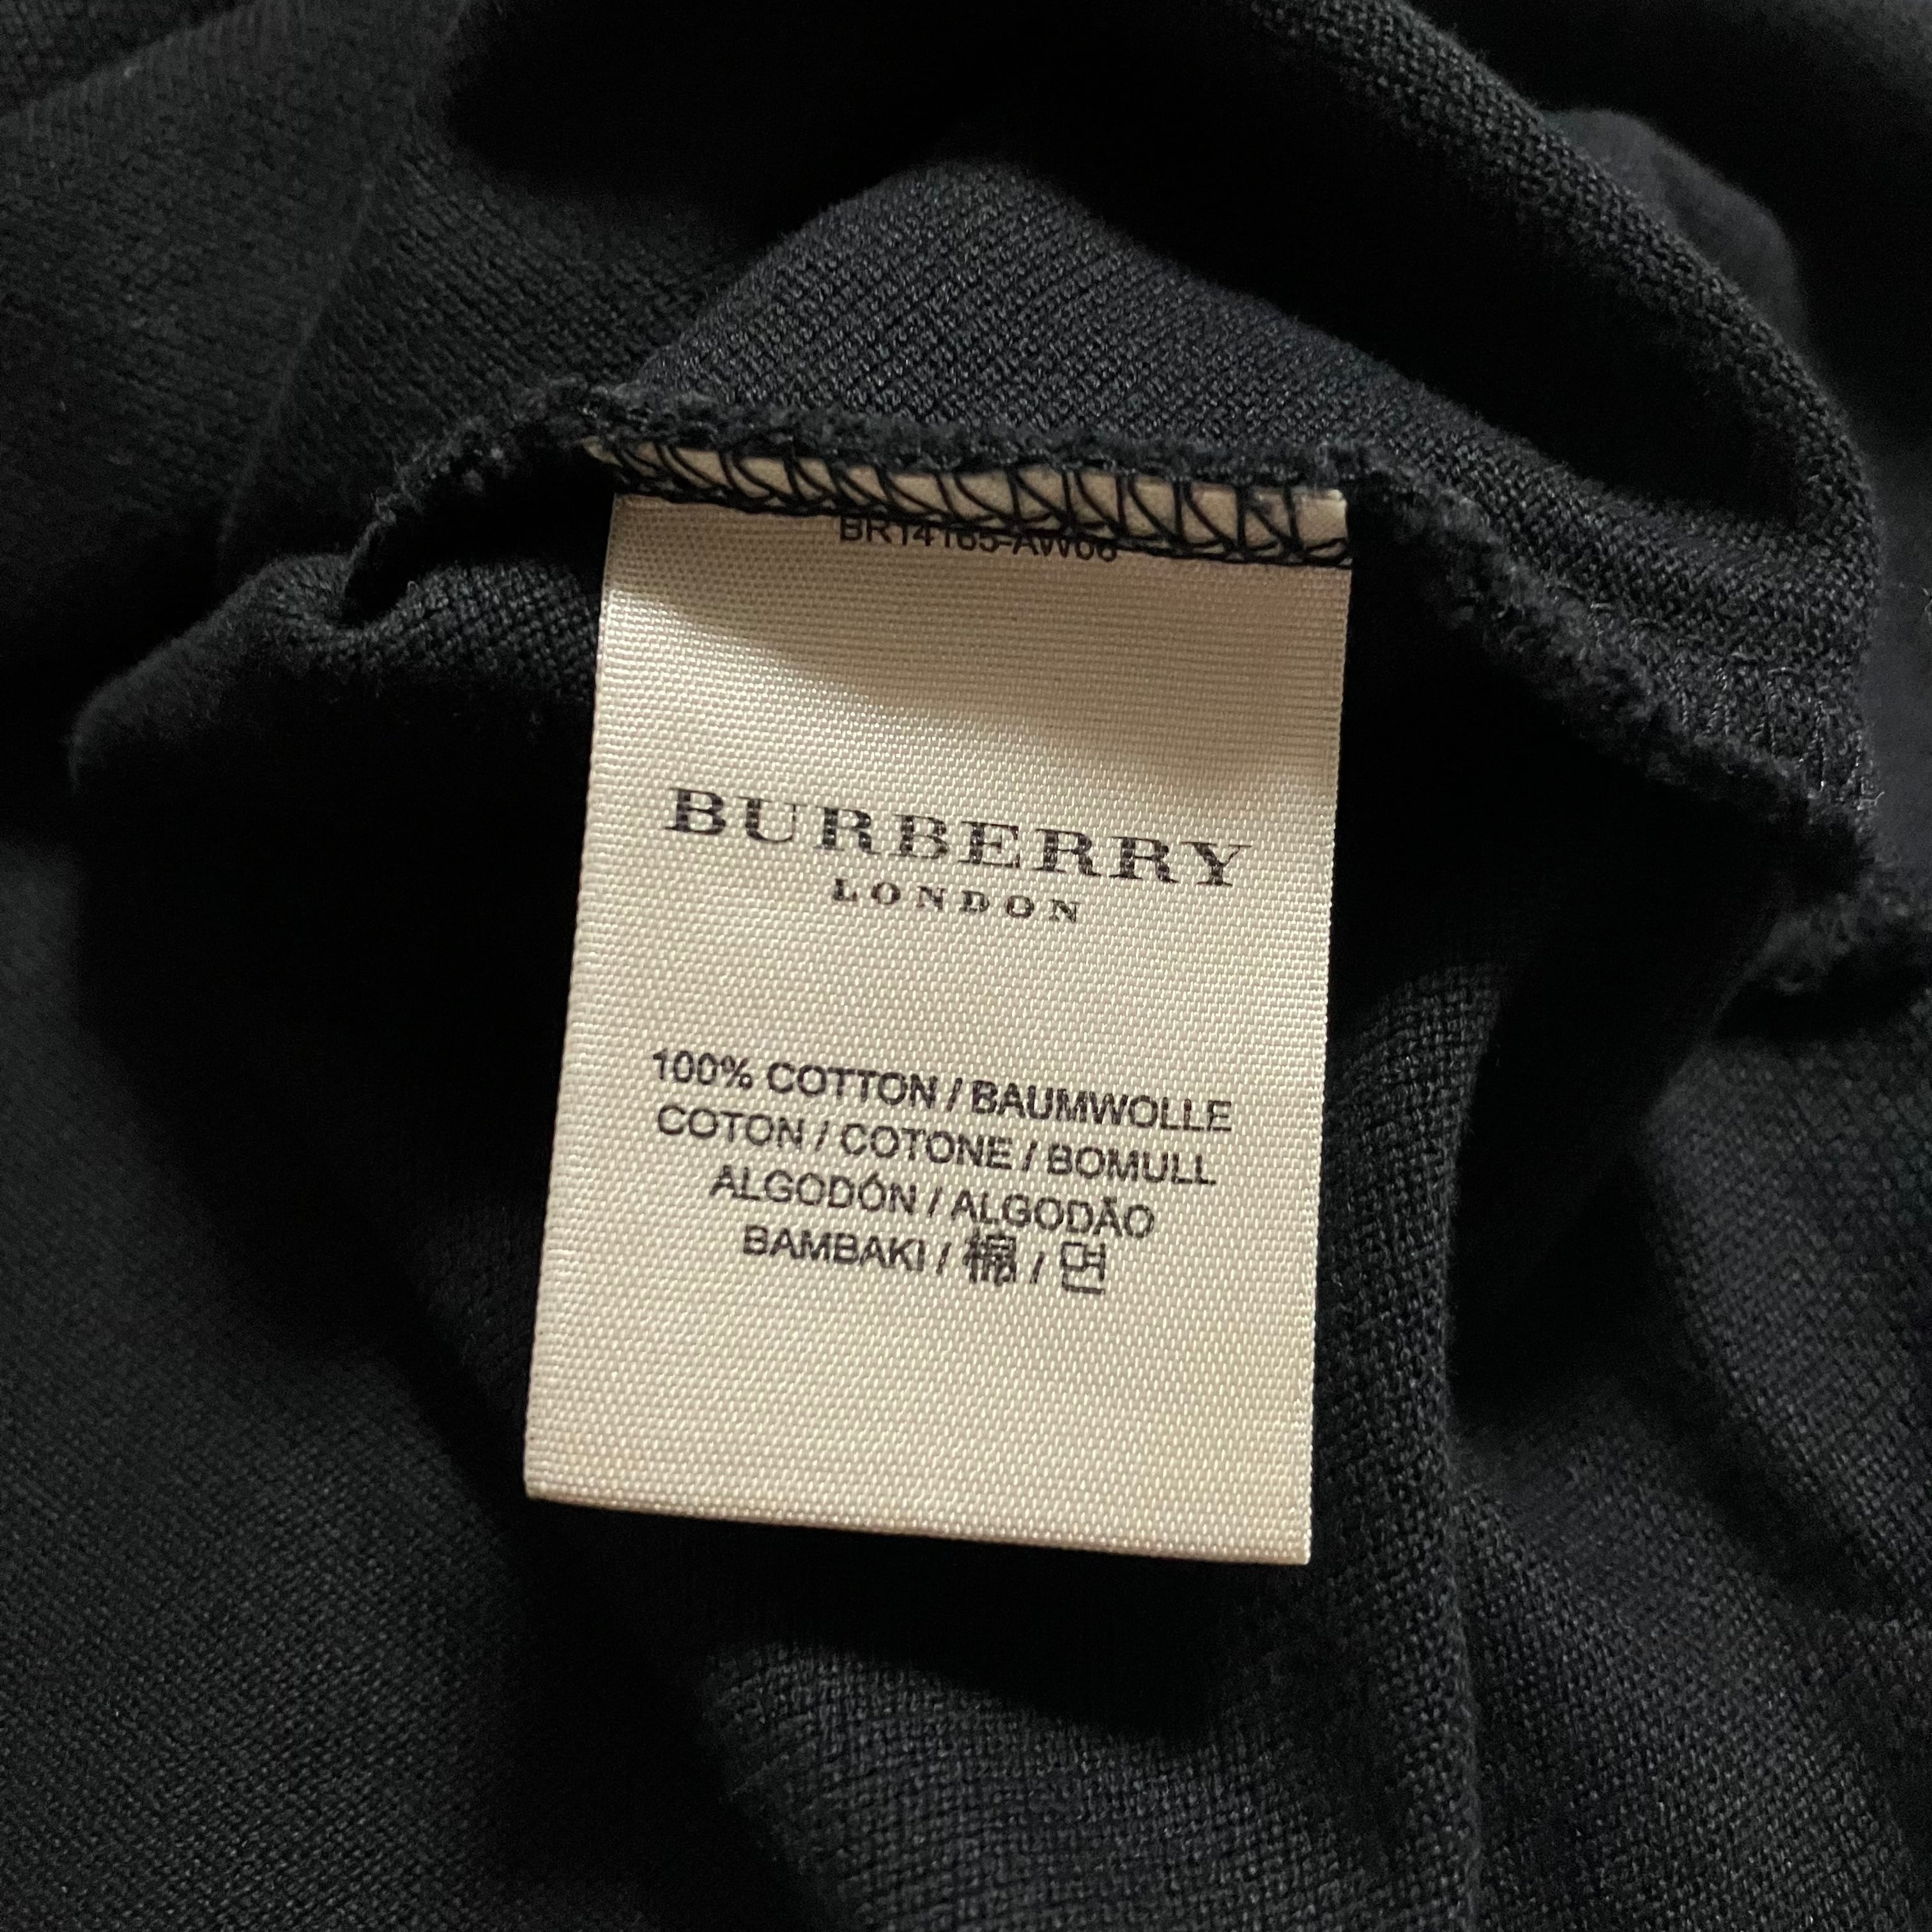 BR14165-AW06
BURBERRY
LONDON
100% COTTON / BAUMWOLLE
COTON / COTONE / BOMULL
ALGODÓN / ALGODÃO
BAMBAKI / 棉 / 면